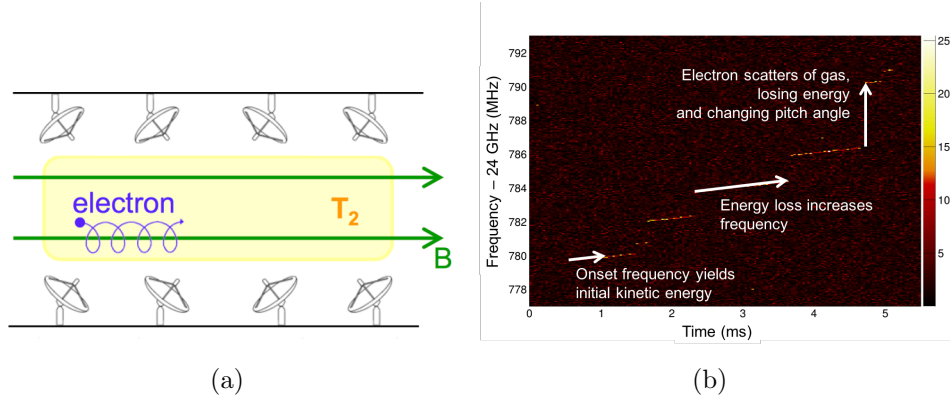 electron
T₂
B
(a)
792
790
788
786
784
782
780
778
Frequency – 24 GHz (MHz)
Electron scatters of gas,
losing energy
and changing pitch angle
Energy loss increases
frequency
Onset frequency yields
initial kinetic energy
0
1
2
3
4
5
Time (ms)
25
20
15
10
5
(b)